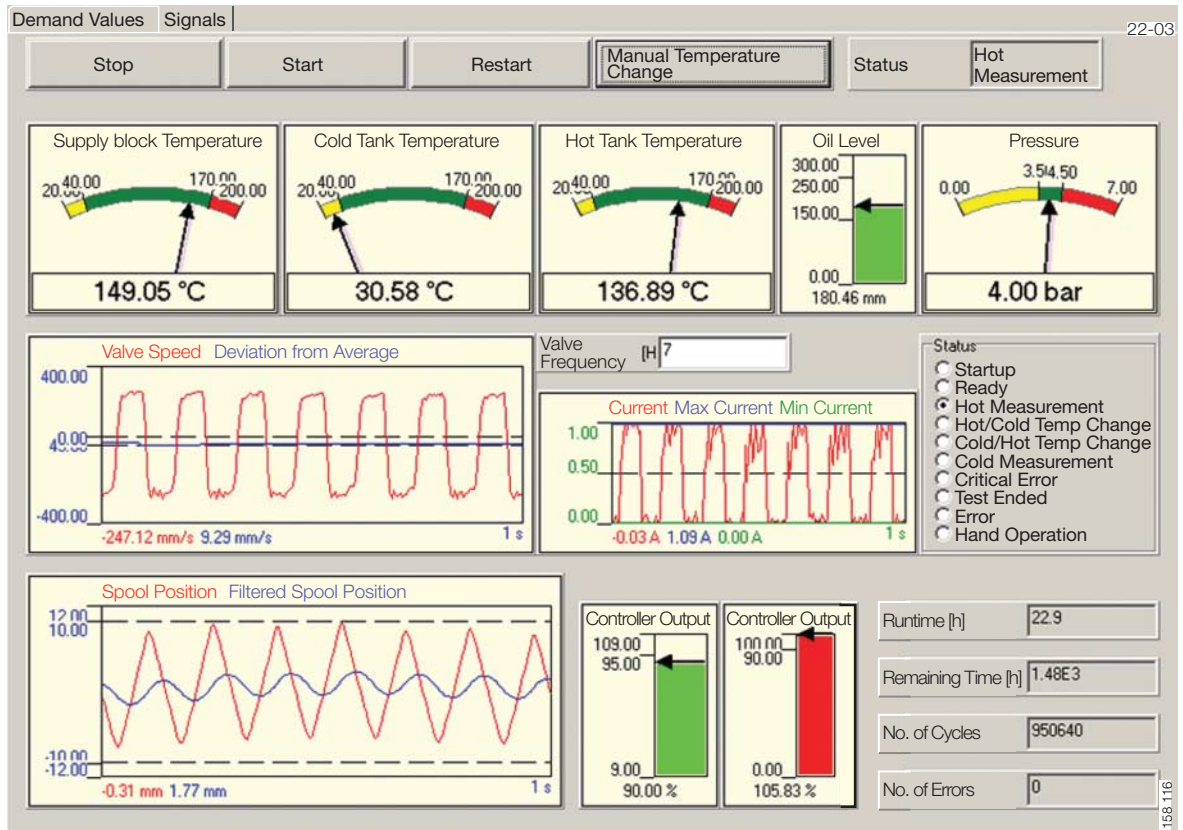 Demand Values Signals
22-03
Stop Start Restart Manual Temperature Change Status Hot Measurement
Supply block Temperature
20.00 40.00 170.00 200.00
149.05 °C
Cold Tank Temperature
20.00 40.00 170.00 200.00
30.58 °C
Hot Tank Temperature
20.00 40.00 170.00 200.00
136.89 °C
Oil Level
300.00
250.00
150.00
0.00
180.46 mm
Pressure
0.00 3.50 4.50 7.00
4.00 bar
Valve Speed Deviation from Average
400.00
-400.00
-247.12 mm/s 9.29 mm/s 1 s
Valve
Frequency [H 7
Current Max Current Min Current
1.00
0.50
0.00
-0.03 A 1.09 A 0.00 A 1 s
Status
Startup
Ready
Hot Measurement
Hot/Cold Temp Change
Cold/Hot Temp Change
Cold Measurement
Critical Error
Test Ended
Error
Hand Operation
Spool Position Filtered Spool Position
12.00
10.00
-10.00
-12.00
-0.31 mm 1.77 mm 1 s
Controller Output
109.00
95.00
9.00
90.00 %
Controller Output
100.00
90.00
0.00
105.83 %
Runtime [h] 22.9
Remaining Time [h] 1.48E3
No. of Cycles 950640
No. of Errors 0
158 116